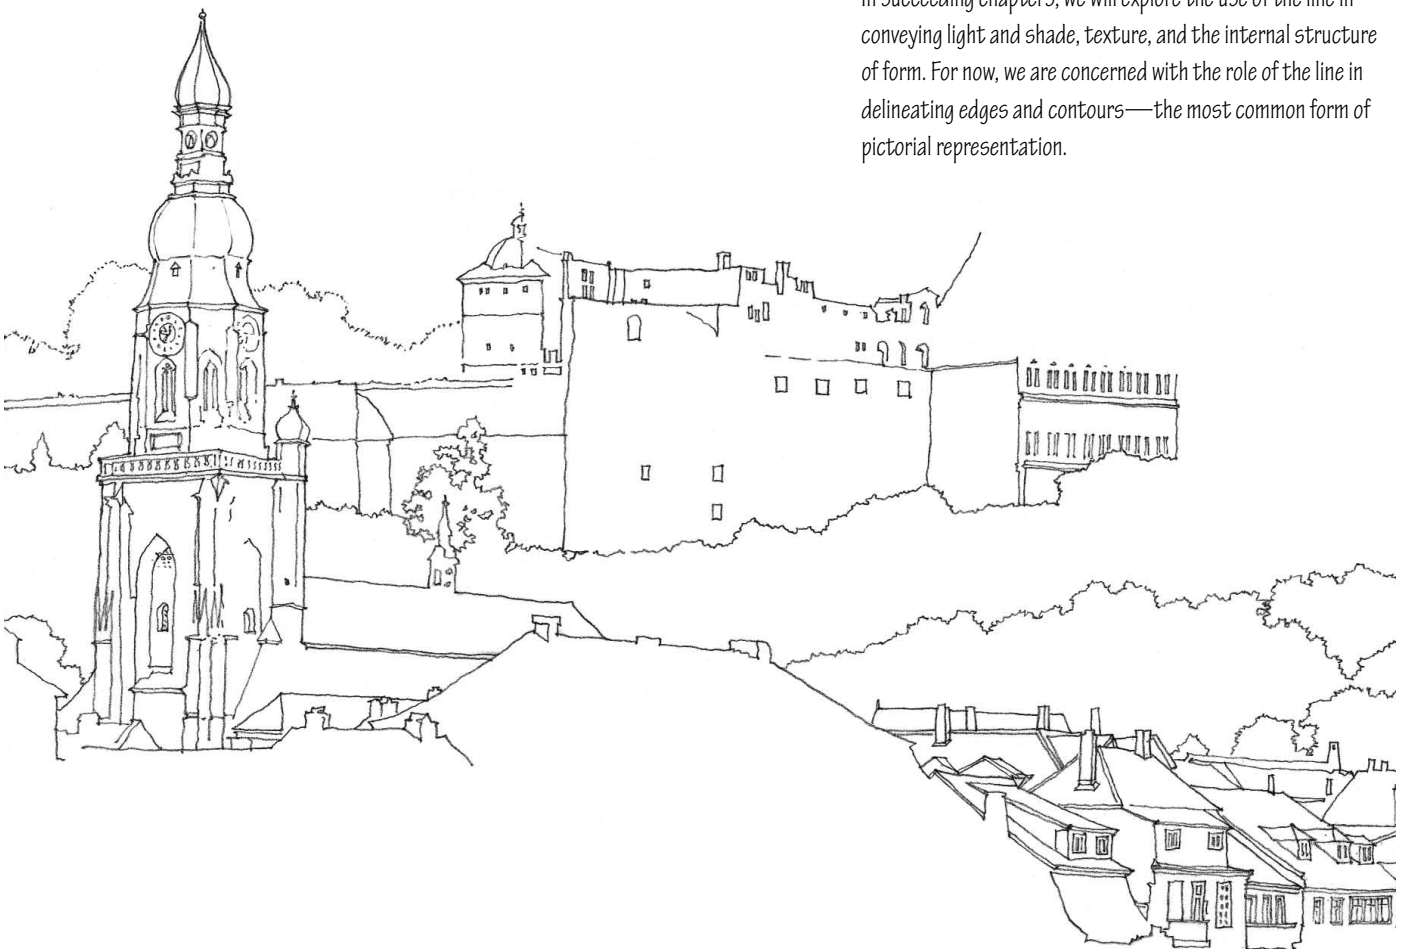 in succeeding chapters, we will explore the use of the line in
conveying light and shade, texture, and the internal structure
of form. For now, we are concerned with the role of the line in
delineating edges and contours—the most common form of
pictorial representation.